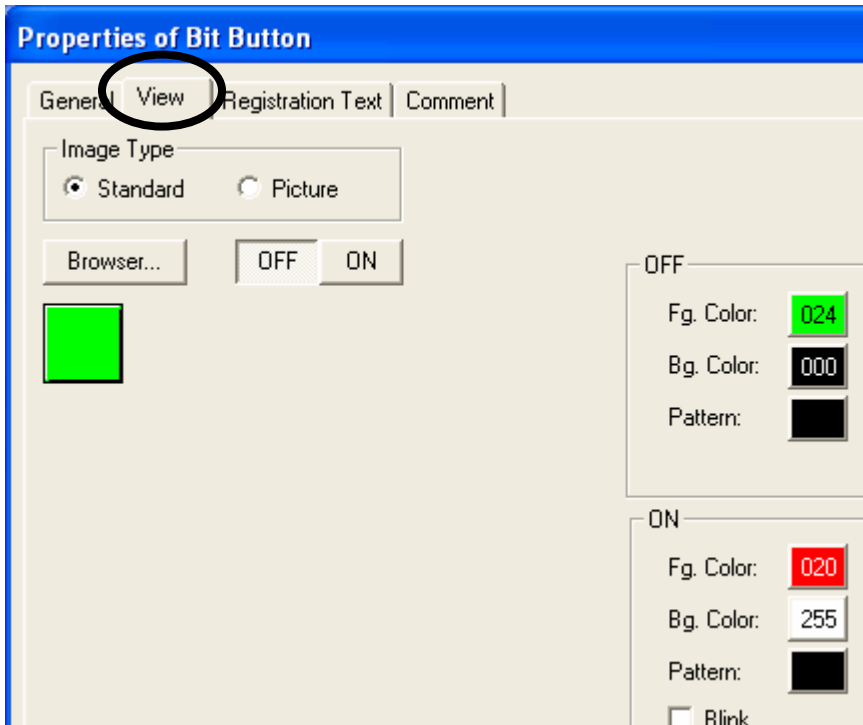 Properties of Bit Button
General View Registration Text Comment
Image Type
Standard Picture
Browser... OFF ON
OFF
Fg. Color: 024
Bg. Color: 000
Pattern:
ON
Fg. Color: 020
Bg. Color: 255
Pattern:
Blink